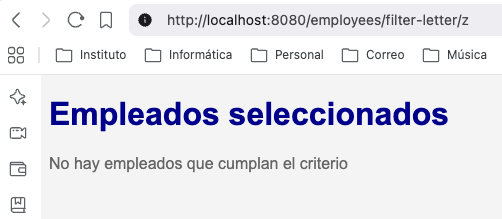 http://localhost:8080/employees/filter-letter/z
Instituto Informática Personal Correo Música
Empleados seleccionados
No hay empleados que cumplan el criterio